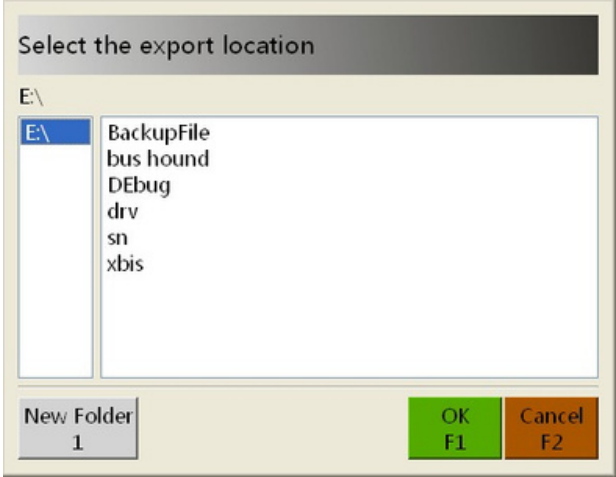 Select the export location
E:\
E:\
BackupFile
bus hound
DEbug
drv
sn
xbis
New Folder
1
OK
F1
Cancel
F2